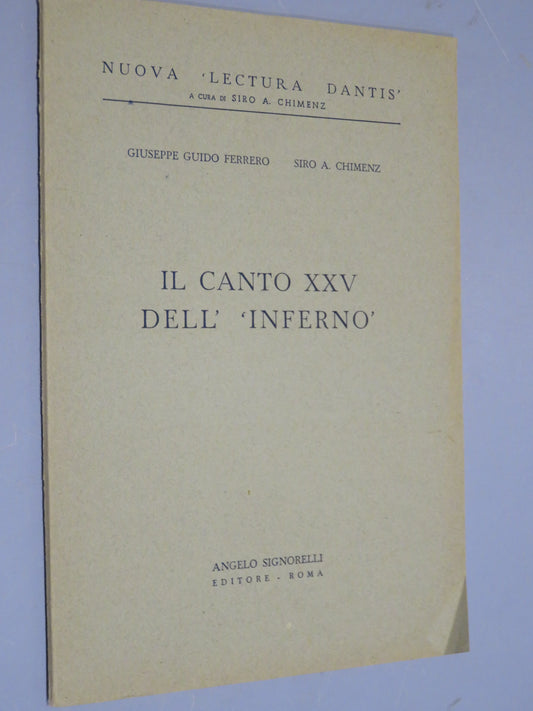 NUOVA 'LECTURA DANTIS'
A CURA DI SIRO A. CHIMENZ
GIUSEPPE GUIDO FERRERO SIRO A. CHIMENZ
IL CANTO XXV
DELL' 'INFERNO'
ANGELO SIGNORELLI
EDITORE - ROMA